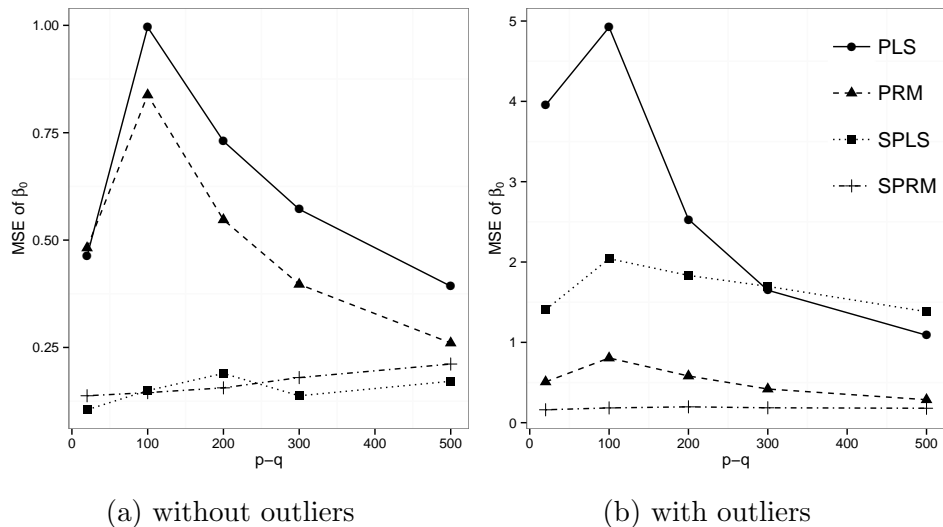 1.00
0.75
0.50
0.25
0
100
200
300
400
500
p−q
MSE of β₀
5
4
3
2
1
0
0
100
200
300
400
500
p−q
MSE of β₀
PLS
PRM
SPLS
SPRM
(a) without outliers
(b) with outliers